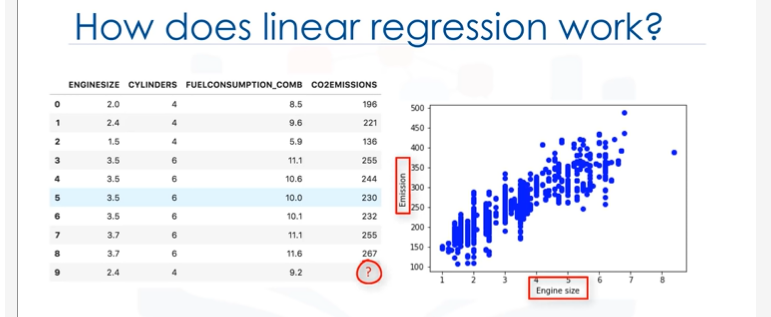 How does linear regression work?
ENGINESIZE CYLINDERS FUELCONSUMPTION_COMB CO2EMISSIONS
0 2.0 4 8.5 196
1 2.4 4 9.6 221
2 1.5 4 5.9 136
3 3.5 6 11.1 255
4 3.5 6 10.6 244
5 3.5 6 10.0 230
6 3.5 6 10.1 232
7 3.7 6 11.1 255
8 3.7 6 11.6 267
9 2.4 4 9.2 ?
500
450
400
350
300
250
200
150
100
Emission
1 2 3 4 5 6 7 8
Engine size